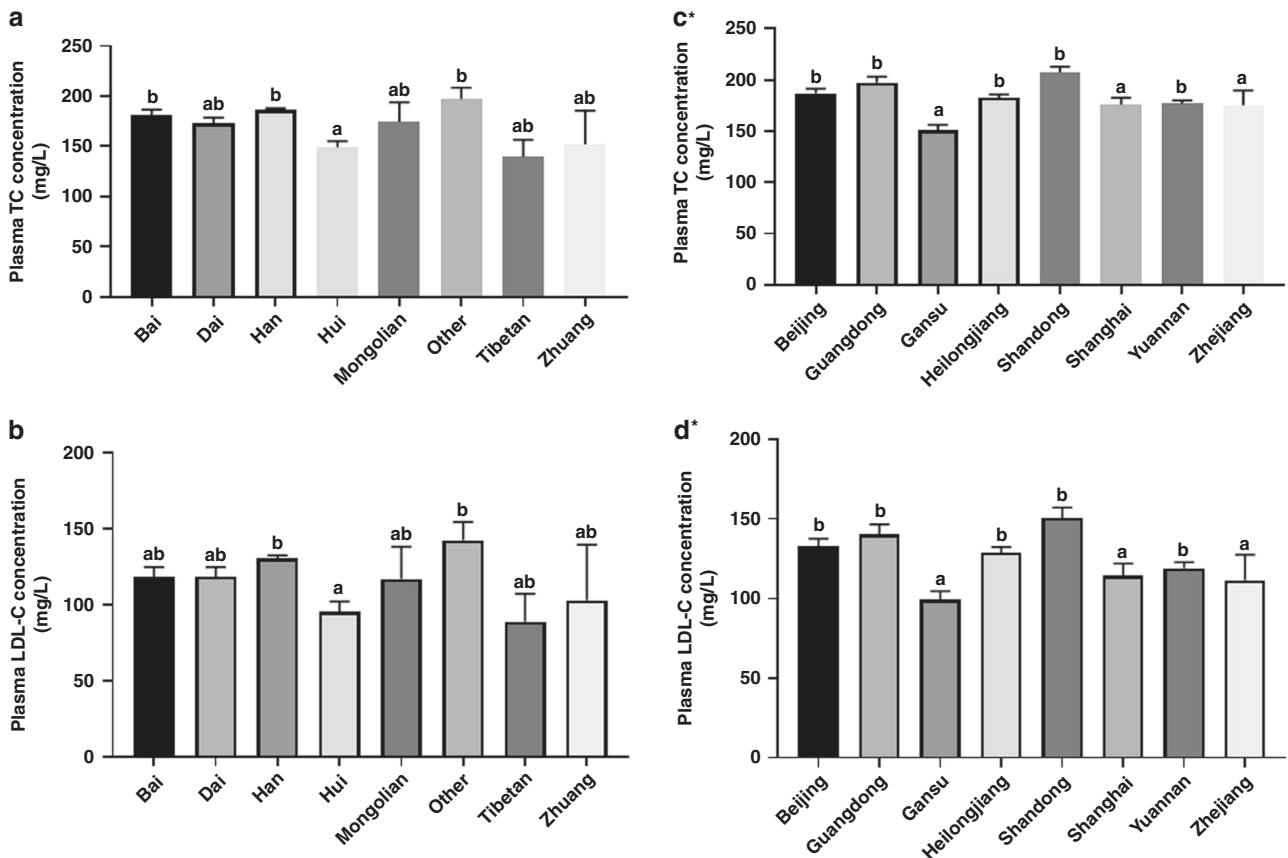 a
Plasma TC concentration
(mg/L)
250
200
150
100
50
0
b
ab
b
a
ab
b
ab
ab
Bai
Dai
Han
Hui
Mongolian
Other
Tibetan
Zhuang
c*
Plasma TC concentration
(mg/L)
250
200
150
100
50
0
b
b
a
b
b
a
b
a
Beijing
Guangdong
Gansu
Heilongjiang
Shandong
Shanghai
Yuannan
Zhejiang
b
Plasma LDL-C concentration
(mg/L)
200
150
100
50
0
ab
ab
b
a
ab
b
ab
ab
Bai
Dai
Han
Hui
Mongolian
Other
Tibetan
Zhuang
d*
Plasma LDL-C concentration
(mg/L)
200
150
100
50
0
b
b
a
b
b
a
b
a
Beijing
Guangdong
Gansu
Heilongjiang
Shandong
Shanghai
Yuannan
Zhejiang